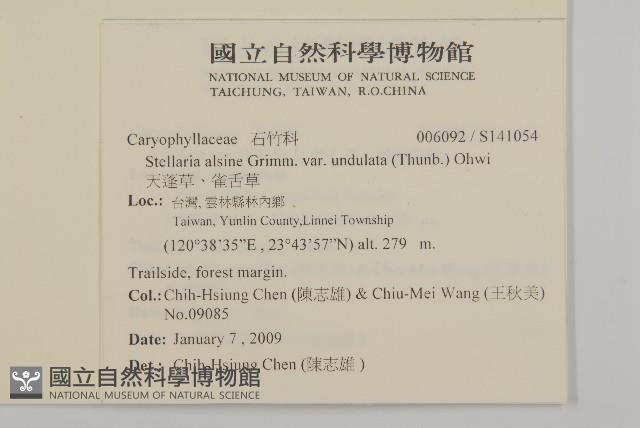 國立自然科學博物館
NATIONAL MUSEUM OF NATURAL SCIENCE
TAICHUNG, TAIWAN, R.O.CHINA
Caryophyllaceae 石竹科 006092 / S141054
Stellaria alsine Grimm. var. undulata (Thunb.) Ohwi
天蓬草、雀舌草
Loc.: 台灣, 雲林縣林內鄉 .
Taiwan, Yunlin County,Linnei Township
(120°38'35"E , 23°43'57"N) alt. 279 m.
Trailside, forest margin.
Col.: Chih-Hsiung Chen (陳志雄) & Chiu-Mei Wang (王秋美)
No.09085
Date: January 7 , 2009
Det.: Chih-Hsiung Chen (陳志雄 )
國立自然科學博物館
NATIONAL MUSEUM OF NATURAL SCIENCE